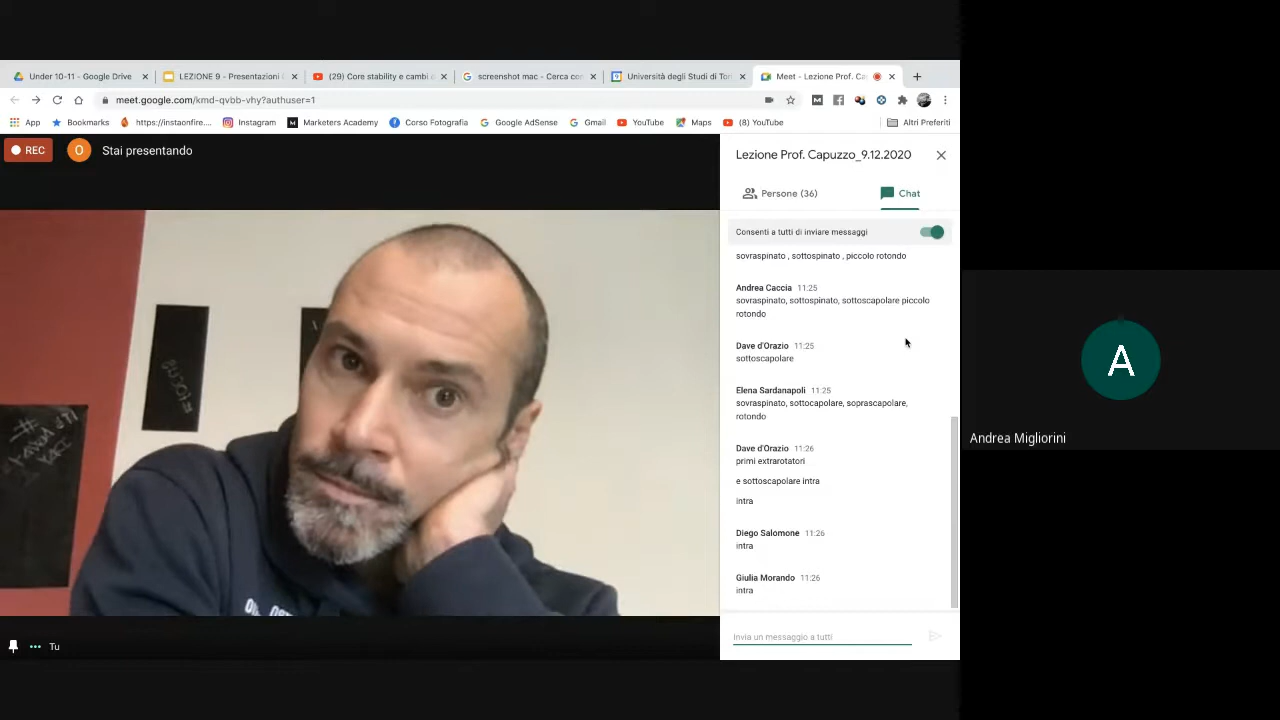 Under 10-11 - Google Drive
LEZIONE 9 - Presentazioni
(29) Core stability e cambi d
screenshot mac - Cerca con
Università degli Studi di Tor
Meet - Lezione Prof. Ca
meet.google.com/kmd-qvbb-vhy?authuser=1
App
Bookmarks
https://instaonfire....
Instagram
Marketers Academy
Corso Fotografia
Google AdSense
Gmail
YouTube
Maps
(8) YouTube
Altri Preferiti
REC
O
Stai presentando
Tu
Lezione Prof. Capuzzo_9.12.2020
Persone (36)
Chat
Consenti a tutti di inviare messaggi
sovraspinato , sottospinato , piccolo rotondo
Andrea Caccia 11:25
sovraspinato, sottospinato, sottoscapolare piccolo
rotondo
Dave d'Orazio 11:25
sottoscapolare
Elena Sardanapoli 11:25
sovraspinato, sottocapolare, soprascapolare,
rotondo
Dave d'Orazio 11:26
primi extrarotatori
e sottoscapolare intra
intra
Diego Salomone 11:26
intra
Giulia Morando 11:26
intra
Invia un messaggio a tutti
A
Andrea Migliorini